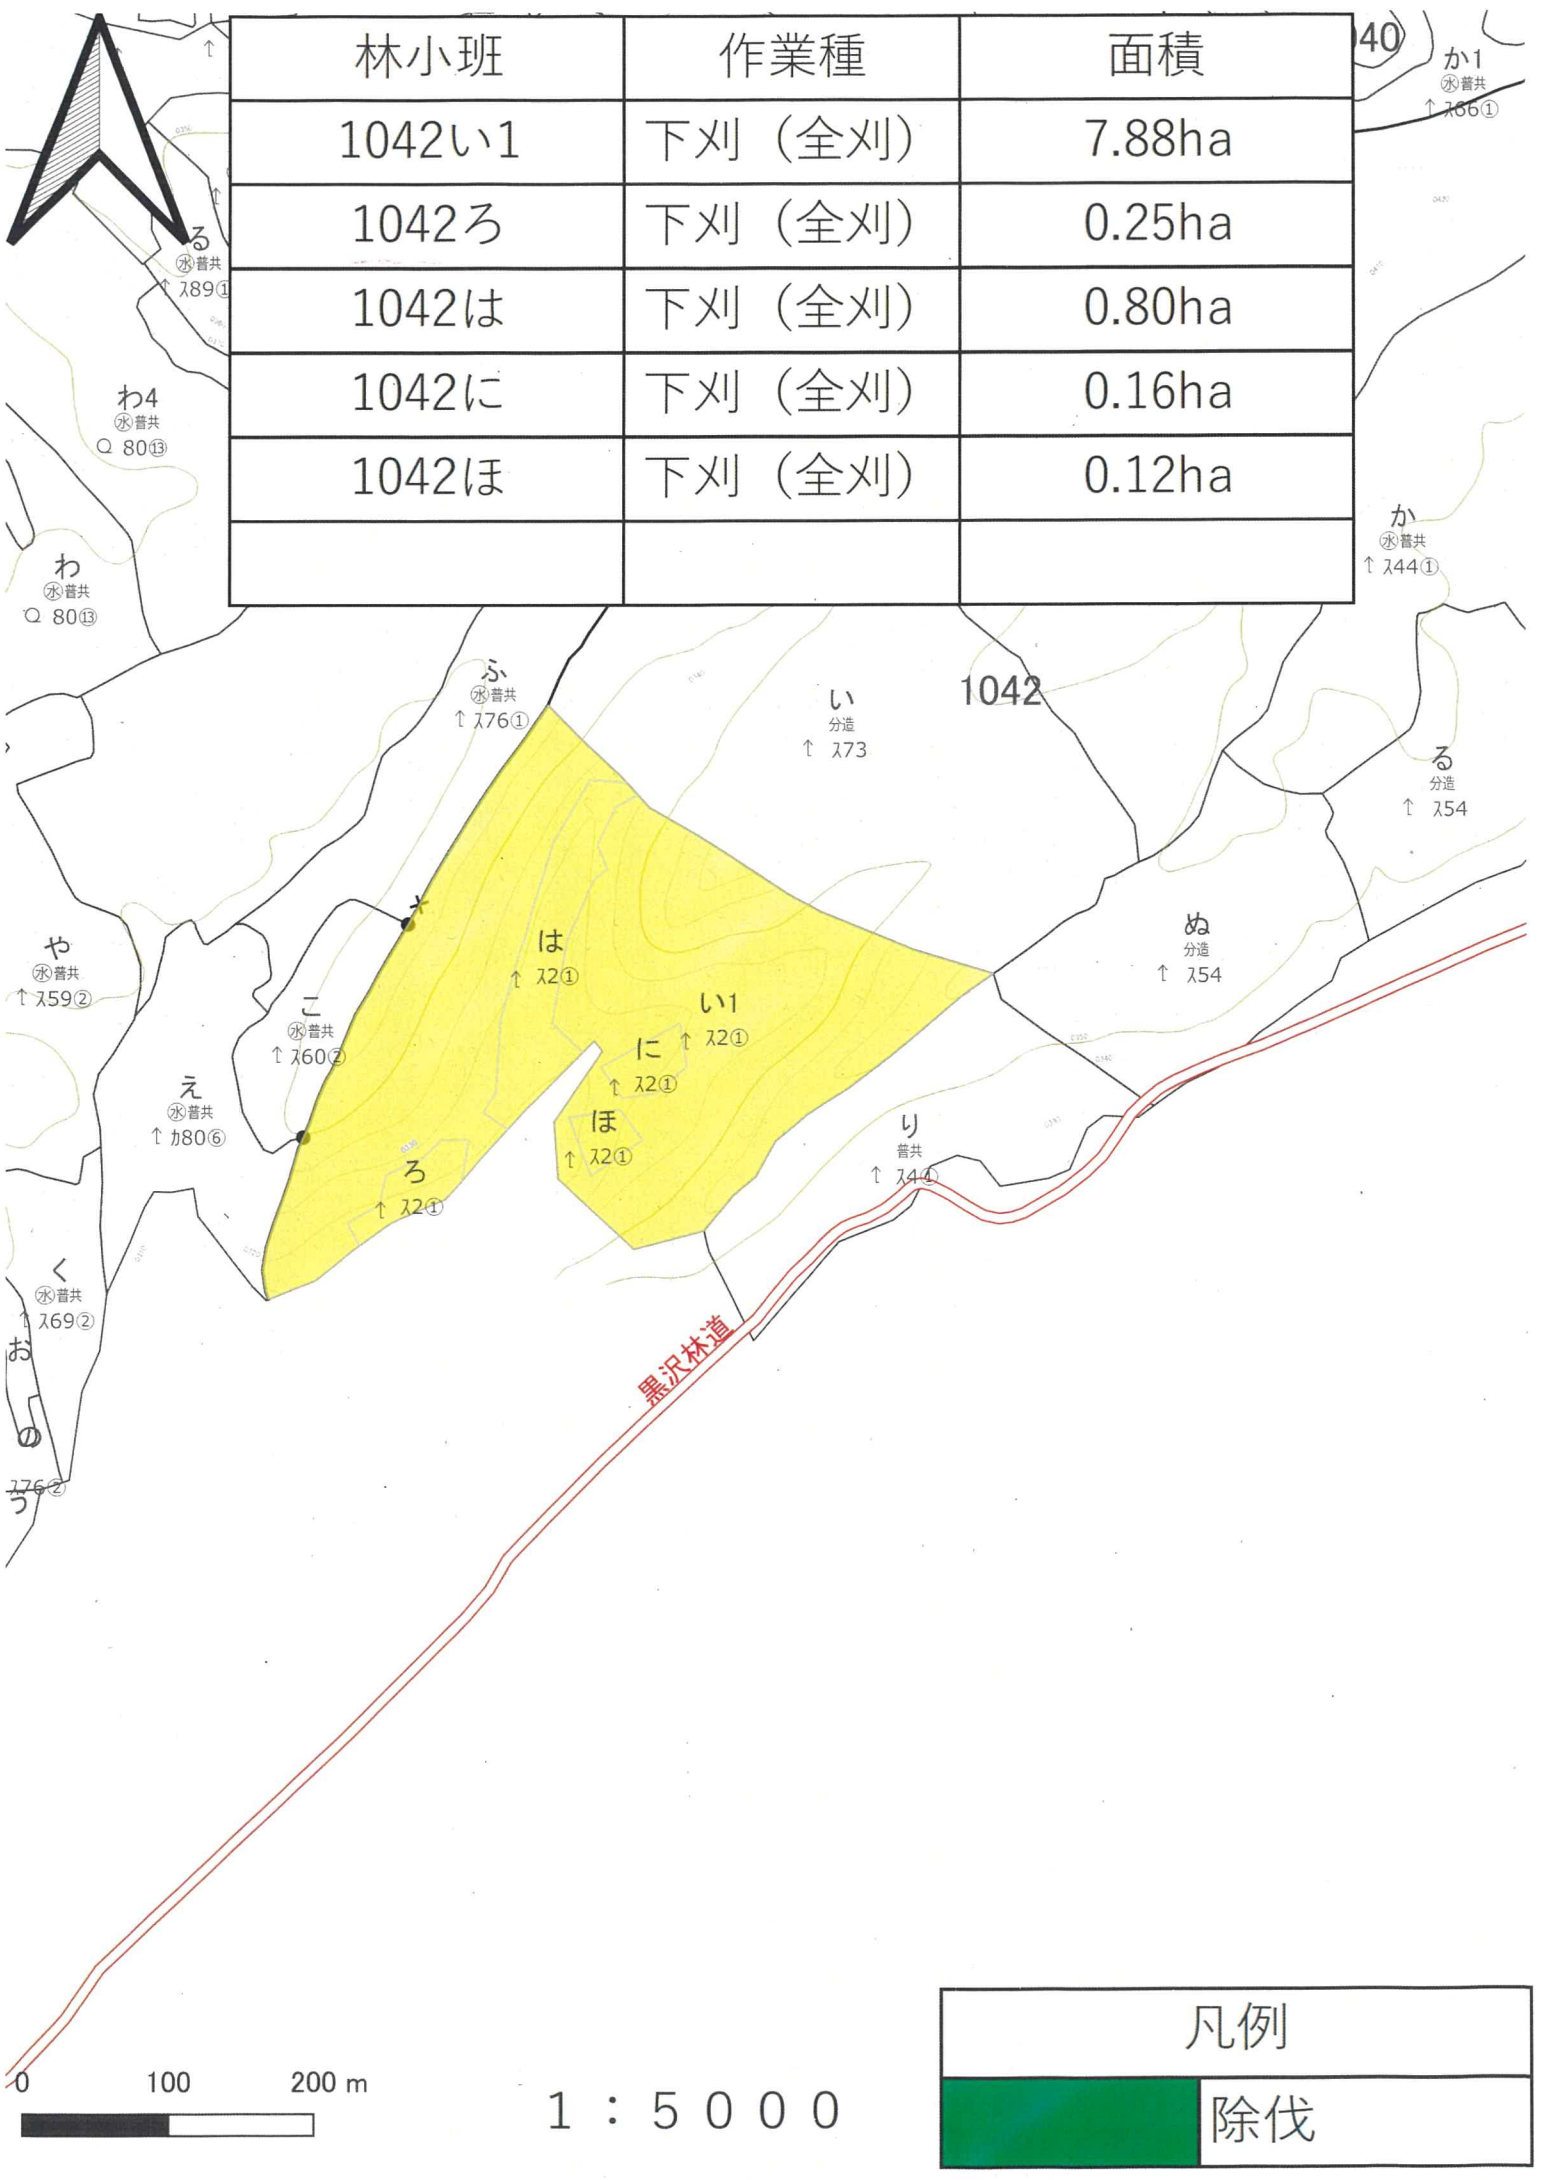 林小班 作業種 面積
1042い1 下刈（全刈） 7.88ha
1042ろ 下刈（全刈） 0.25ha
1042は 下刈（全刈） 0.80ha
1042に 下刈（全刈） 0.16ha
1042ほ 下刈（全刈） 0.12ha
か1
㊌普共
る
㊌普共
わ4
㊌普共
Q 80⑬
わ
㊌普共
Q 80⑬
か
㊌普共
↑ ｽ44①
ふ
㊌普共
↑ ｽ76①
い
分造
↑ ｽ73
1042
る
分造
↑ ｽ54
や
㊌普共
↑ ｽ59②
は
↑ ｽ2①
ぬ
分造
↑ ｽ54
こ
㊌普共
↑ ｽ60②
い1
↑ ｽ2①
に
↑ ｽ2①
え
㊌普共
↑ ｶ80⑥
ほ
↑ ｽ2①
り
普共
↑ ｽ4④
ろ
↑ ｽ2①
く
㊌普共
↑ ｽ69②
お
の
ｽ76②
う
黒沢林道
0 100 200 m
1：5000
凡例
除伐